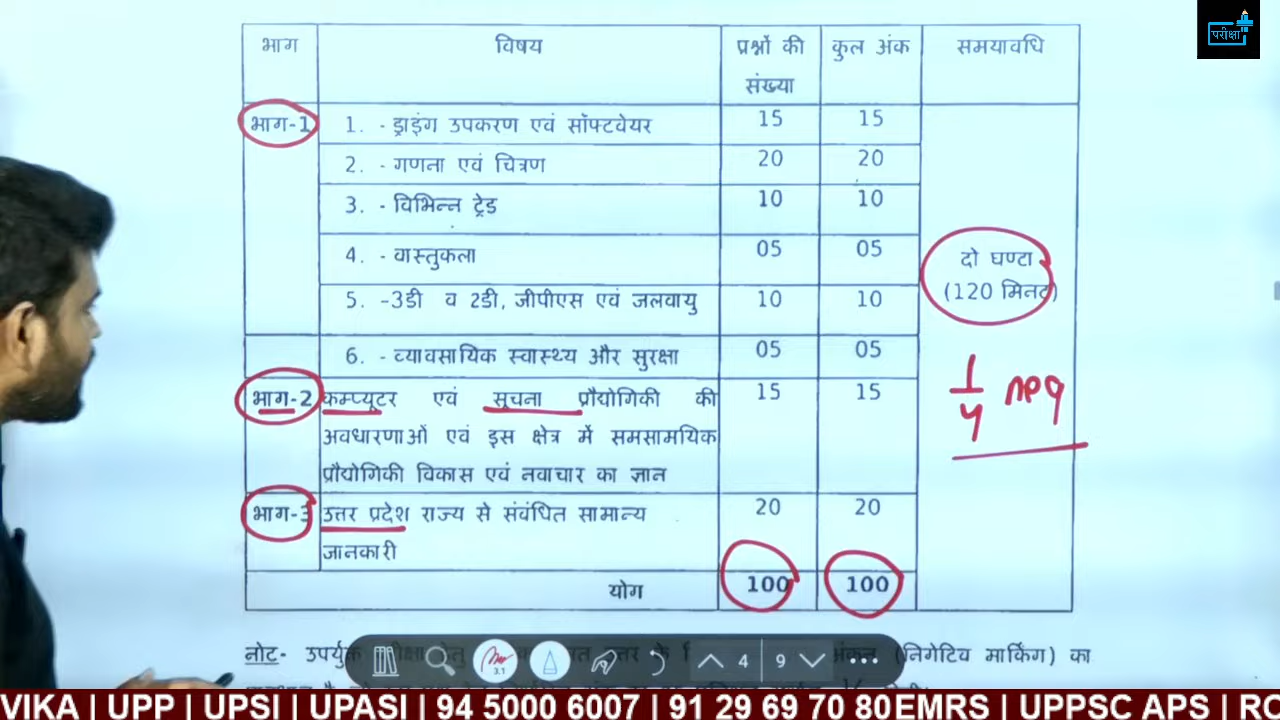 परीक्षा
भाग विषय प्रश्नों की संख्या कुल अंक समयावधि
भाग-1 1. - ड्राइंग उपकरण एवं सॉफ्टवेयर 15 15
2. - गणना एवं चित्रण 20 20
3. - विभिन्न ट्रेड 10 10
4. - वास्तुकला 05 05
दो घण्टा
(120 मिनट)
5. -3डी व 2डी, जीपीएस एवं जलवायु 10 10
6. - व्यावसायिक स्वास्थ्य और सुरक्षा 05 05
1/4 neq
भाग-2 कम्प्यूटर एवं सूचना प्रौयोगिकी की 15 15
अवधारणाओं एवं इस क्षेत्र में समसामयिक
प्रौयोगिकी विकास एवं नवाचार का ज्ञान
भाग-3 उत्तर प्रदेश राज्य से संवंधित सामान्य 20 20
जानकारी
योग 100 100
नोट- उपर्युक्त (निगेटिव मार्किंग) का
3.1 4 9
VIKA | UPP | UPSI | UPASI | 94 5000 6007 | 91 29 69 70 80EMRS | UPPSC APS | RO